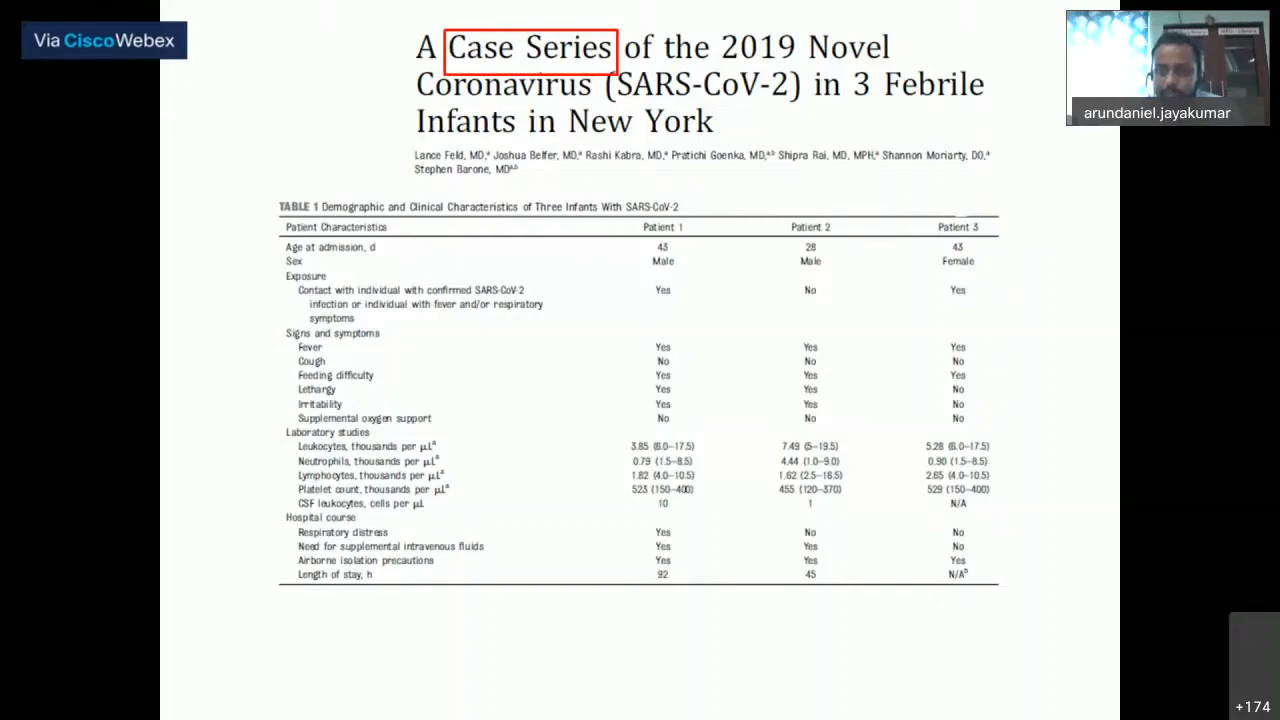 Via CiscoWebex
A Case Series of the 2019 Novel
Coronavirus (SARS-CoV-2) in 3 Febrile
Infants in New York
Lance Feld, MD,ª Joshua Belfer, MD,ª Rashi Kabra, MD,ª Pratichi Goenka, MD,ª,ᵇ Shipra Rai, MD, MPH,ª Shannon Moriarty, DO,ª
Stephen Barone, MDª,ᵇ
arundaniel.jayakumar
TABLE 1 Demographic and Clinical Characteristics of Three Infants With SARS-CoV-2
Patient Characteristics Patient 1 Patient 2 Patient 3
Age at admission, d 43 28 43
Sex Male Male Female
Exposure
Contact with individual with confirmed SARS-CoV-2 Yes No Yes
infection or individual with fever and/or respiratory
symptoms
Signs and symptoms
Fever Yes Yes Yes
Cough No No No
Feeding difficulty Yes Yes Yes
Lethargy Yes Yes No
Irritability Yes Yes No
Supplemental oxygen support No No No
Laboratory studies
Leukocytes, thousands per μLª 3.85 (6.0–17.5) 7.49 (5–19.5) 5.28 (6.0–17.5)
Neutrophils, thousands per μLª 0.79 (1.5–8.5) 4.44 (1.0–9.0) 0.90 (1.5–8.5)
Lymphocytes, thousands per μLª 1.82 (4.0–10.5) 1.62 (2.5–16.5) 2.65 (4.0–10.5)
Platelet count, thousands per μLª 523 (150–400) 455 (120–370) 529 (150–400)
CSF leukocytes, cells per μL 10 1 N/A
Hospital course
Respiratory distress Yes No No
Need for supplemental intravenous fluids Yes Yes No
Airborne isolation precautions Yes Yes Yes
Length of stay, h 92 45 N/Aᵇ
+174